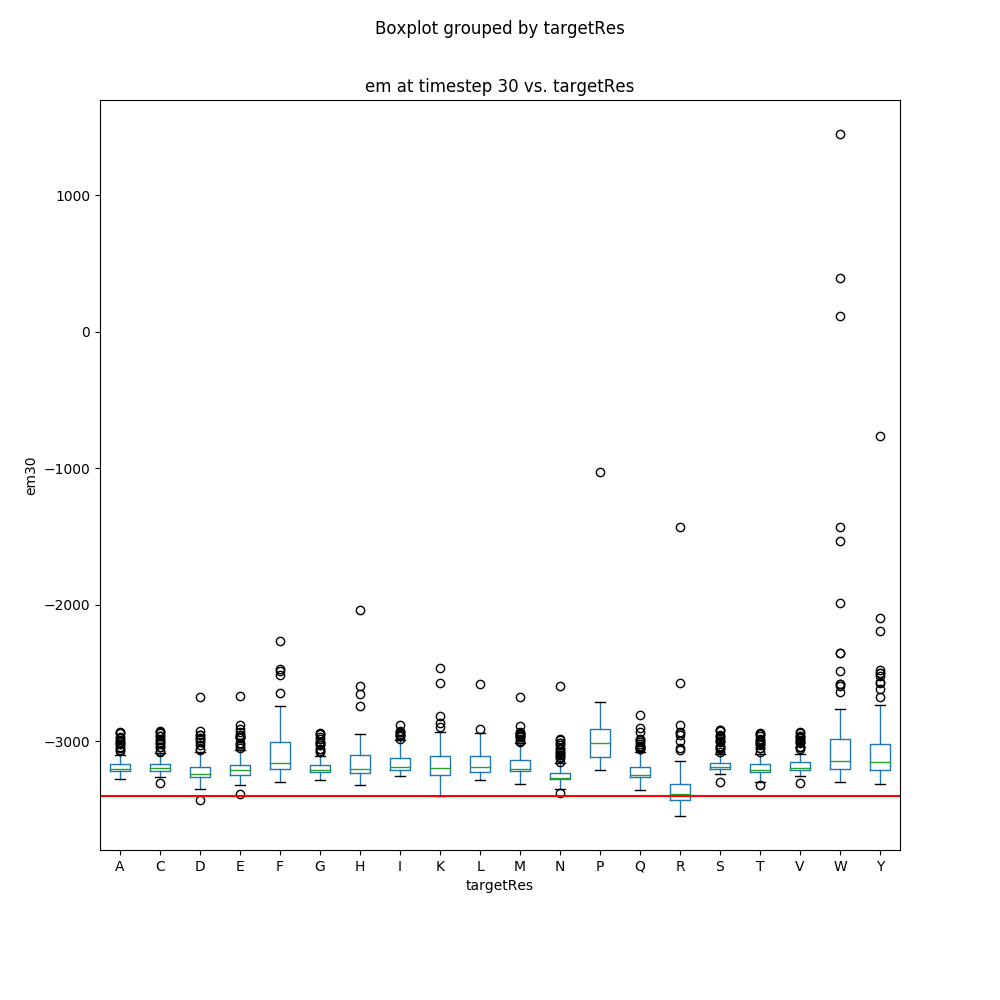 Boxplot grouped by targetRes
em at timestep 30 vs. targetRes
1000
0
−1000
−2000
−3000
em30
A C D E F G H I K L M N P Q R S T V W Y
targetRes